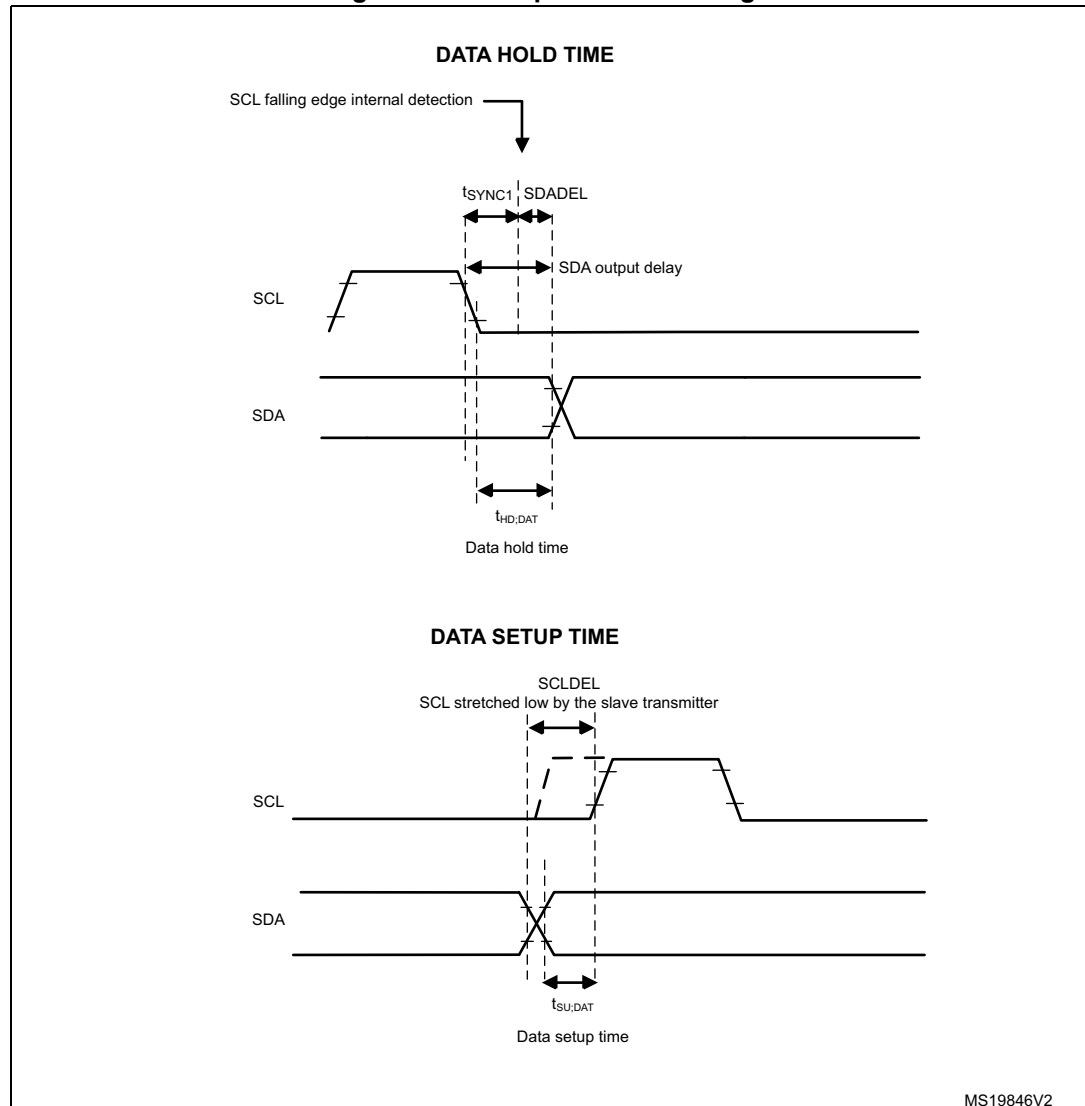 DATA HOLD TIME
SCL falling edge internal detection
tSYNC1 SDADEL
SDA output delay
SCL
SDA
tHD;DAT
Data hold time
DATA SETUP TIME
SCLDEL
SCL stretched low by the slave transmitter
SCL
SDA
tSU;DAT
Data setup time
MS19846V2